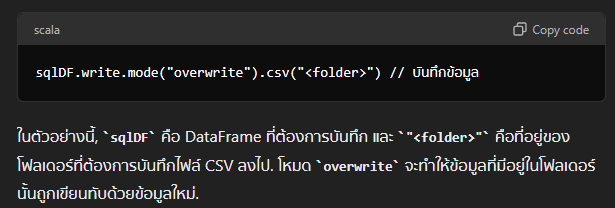 scala
Copy code
sqlDF.write.mode("overwrite").csv("<folder>") // บันทึกข้อมูล
ในตัวอย่างนี้, `sqlDF` คือ DataFrame ที่ต้องการบันทึก และ `"<folder>"` คือที่อยู่ของ
โฟลเดอร์ที่ต้องการบันทึกไฟล์ CSV ลงไป. โหมด `overwrite` จะทำให้ข้อมูลที่มีอยู่ในโฟลเดอร์
นั้นถูกเขียนทับด้วยข้อมูลใหม่.